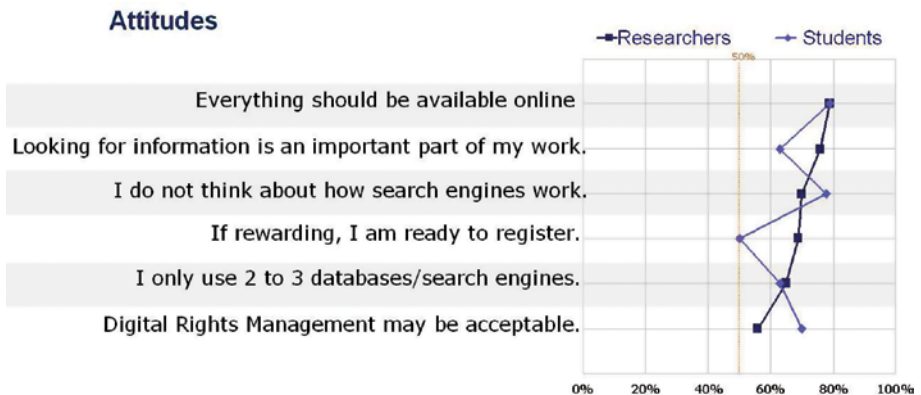 Attitudes
Researchers Students
50%
Everything should be available online
Looking for information is an important part of my work.
I do not think about how search engines work.
If rewarding, I am ready to register.
I only use 2 to 3 databases/search engines.
Digital Rights Management may be acceptable.
0% 20% 40% 60% 80% 100%